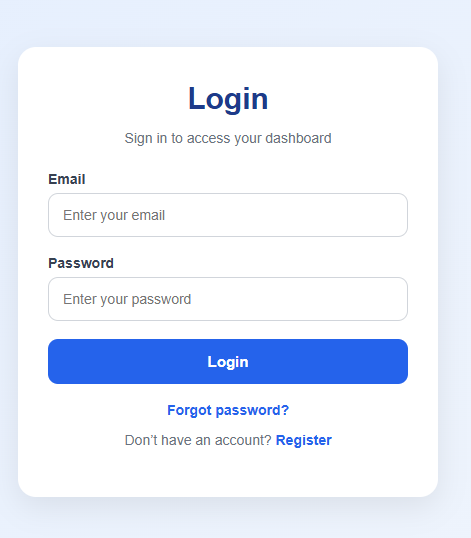 Login
Sign in to access your dashboard
Email
Enter your email
Password
Enter your password
Login
Forgot password?
Don't have an account? Register